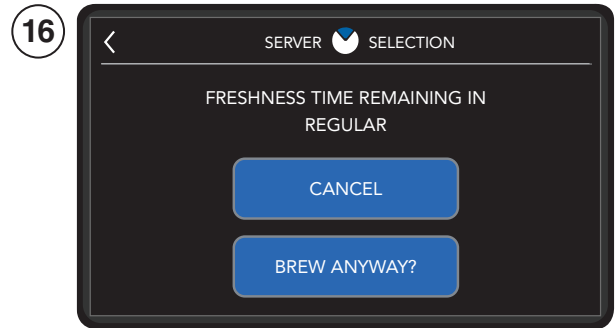 16
SERVER SELECTION
FRESHNESS TIME REMAINING IN
REGULAR
CANCEL
BREW ANYWAY?